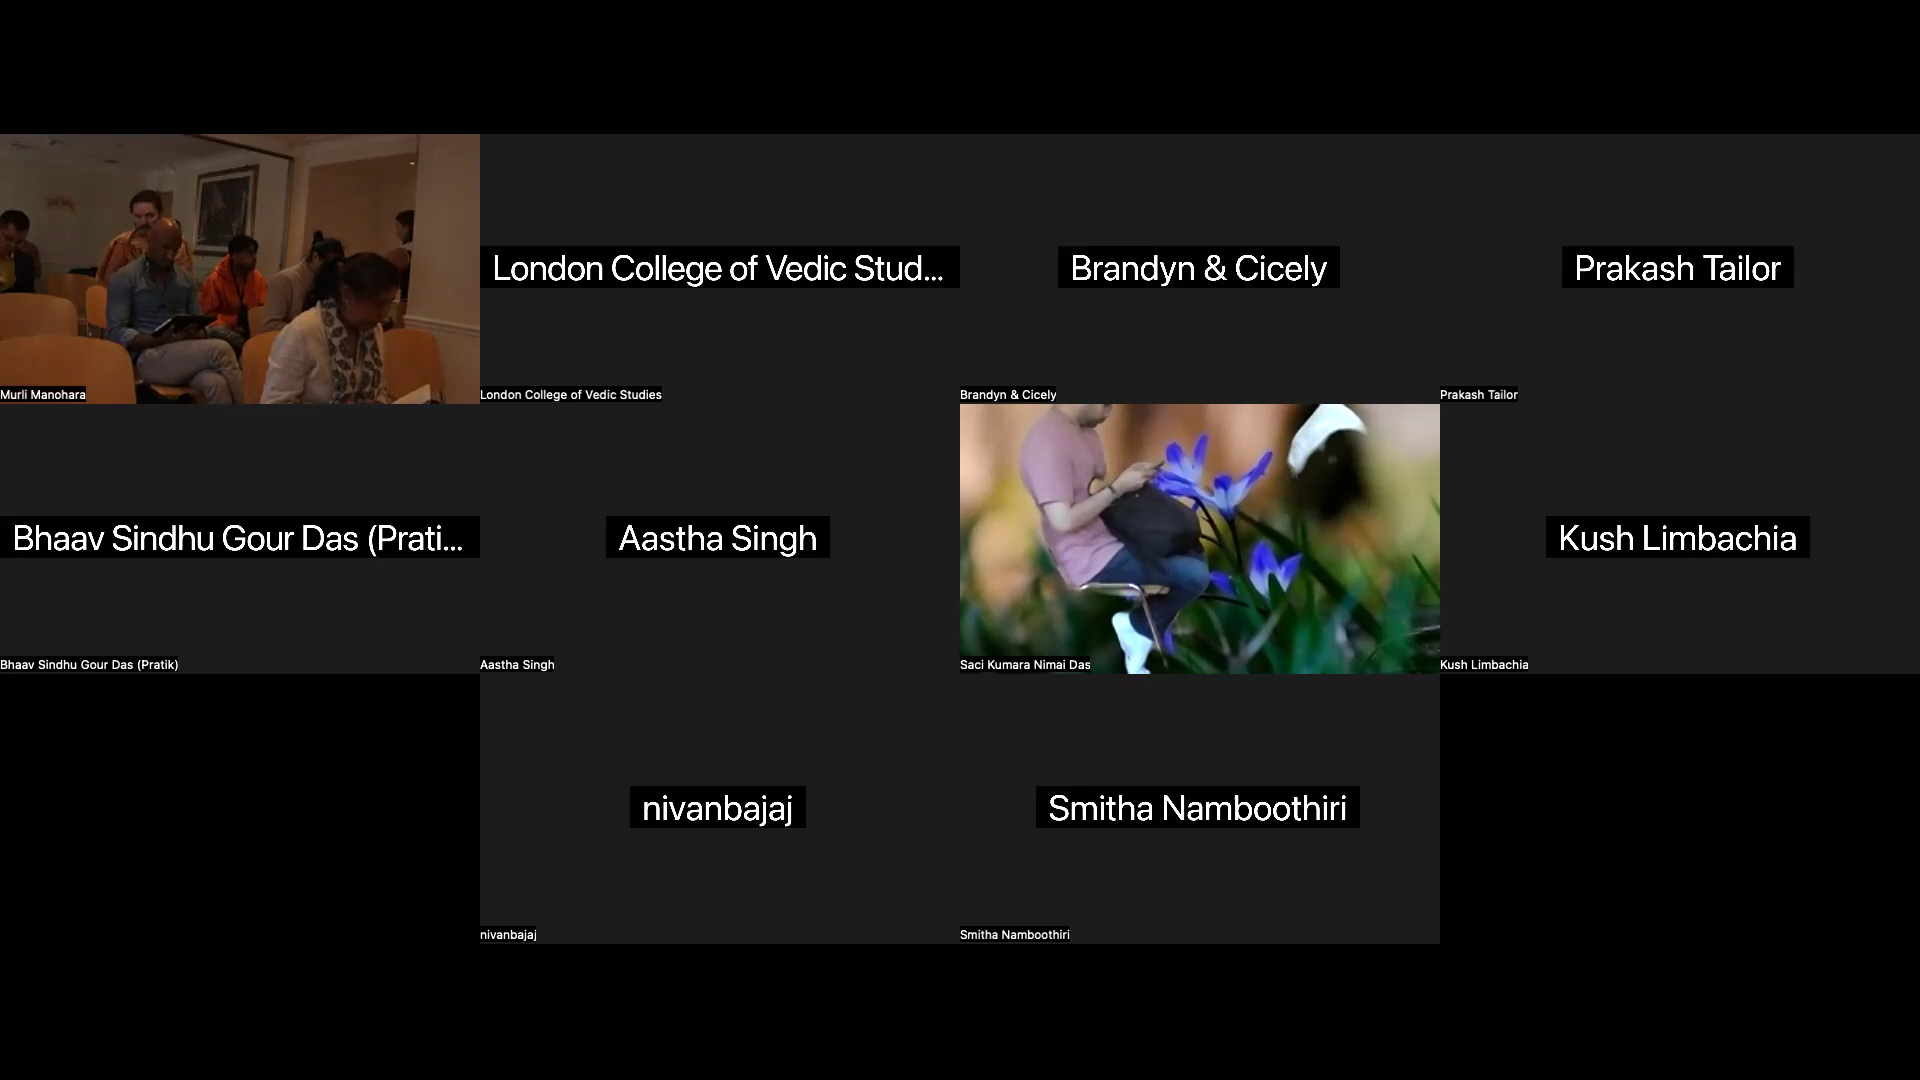 London College of Vedic Stud...
Brandyn & Cicely
Prakash Tailor
Murli Manohara
London College of Vedic Studies
Brandyn & Cicely
Prakash Tailor
Bhaav Sindhu Gour Das (Prati...
Aastha Singh
Kush Limbachia
Bhaav Sindhu Gour Das (Pratik)
Aastha Singh
Saci Kumara Nimai Das
Kush Limbachia
nivanbajaj
Smitha Namboothiri
nivanbajaj
Smitha Namboothiri